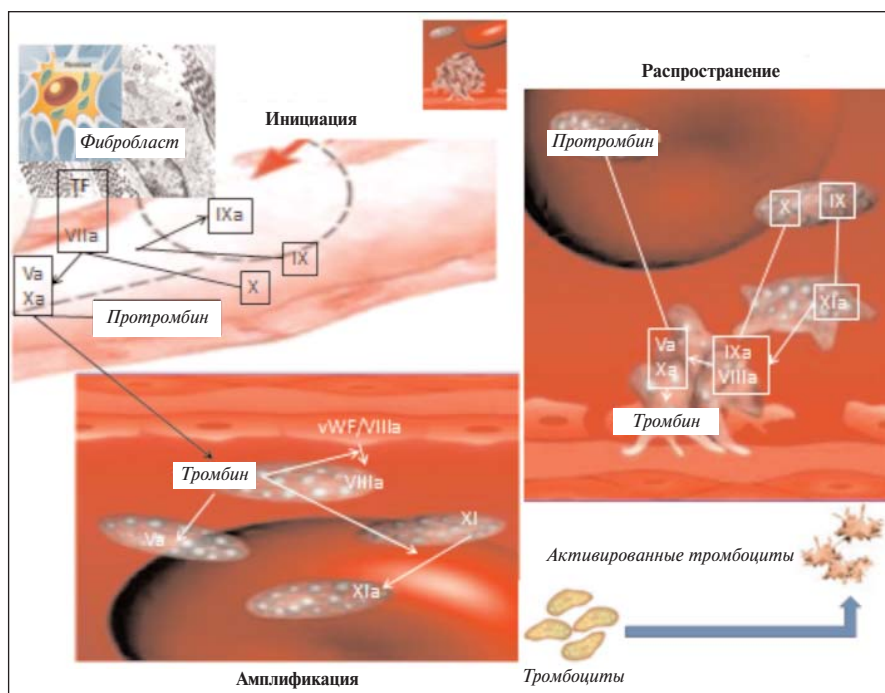 Инициация
Фибробласт
TF
VIIa
IXa
IX
X
Va
Xa
Протромбин
Распространение
Протромбин
X
IX
XIa
Va
Xa
IXa
VIIIa
Тромбин
vWF/VIIIa
Тромбин
VIIIa
Va
XI
XIa
Амплификация
Активированные тромбоциты
Тромбоциты